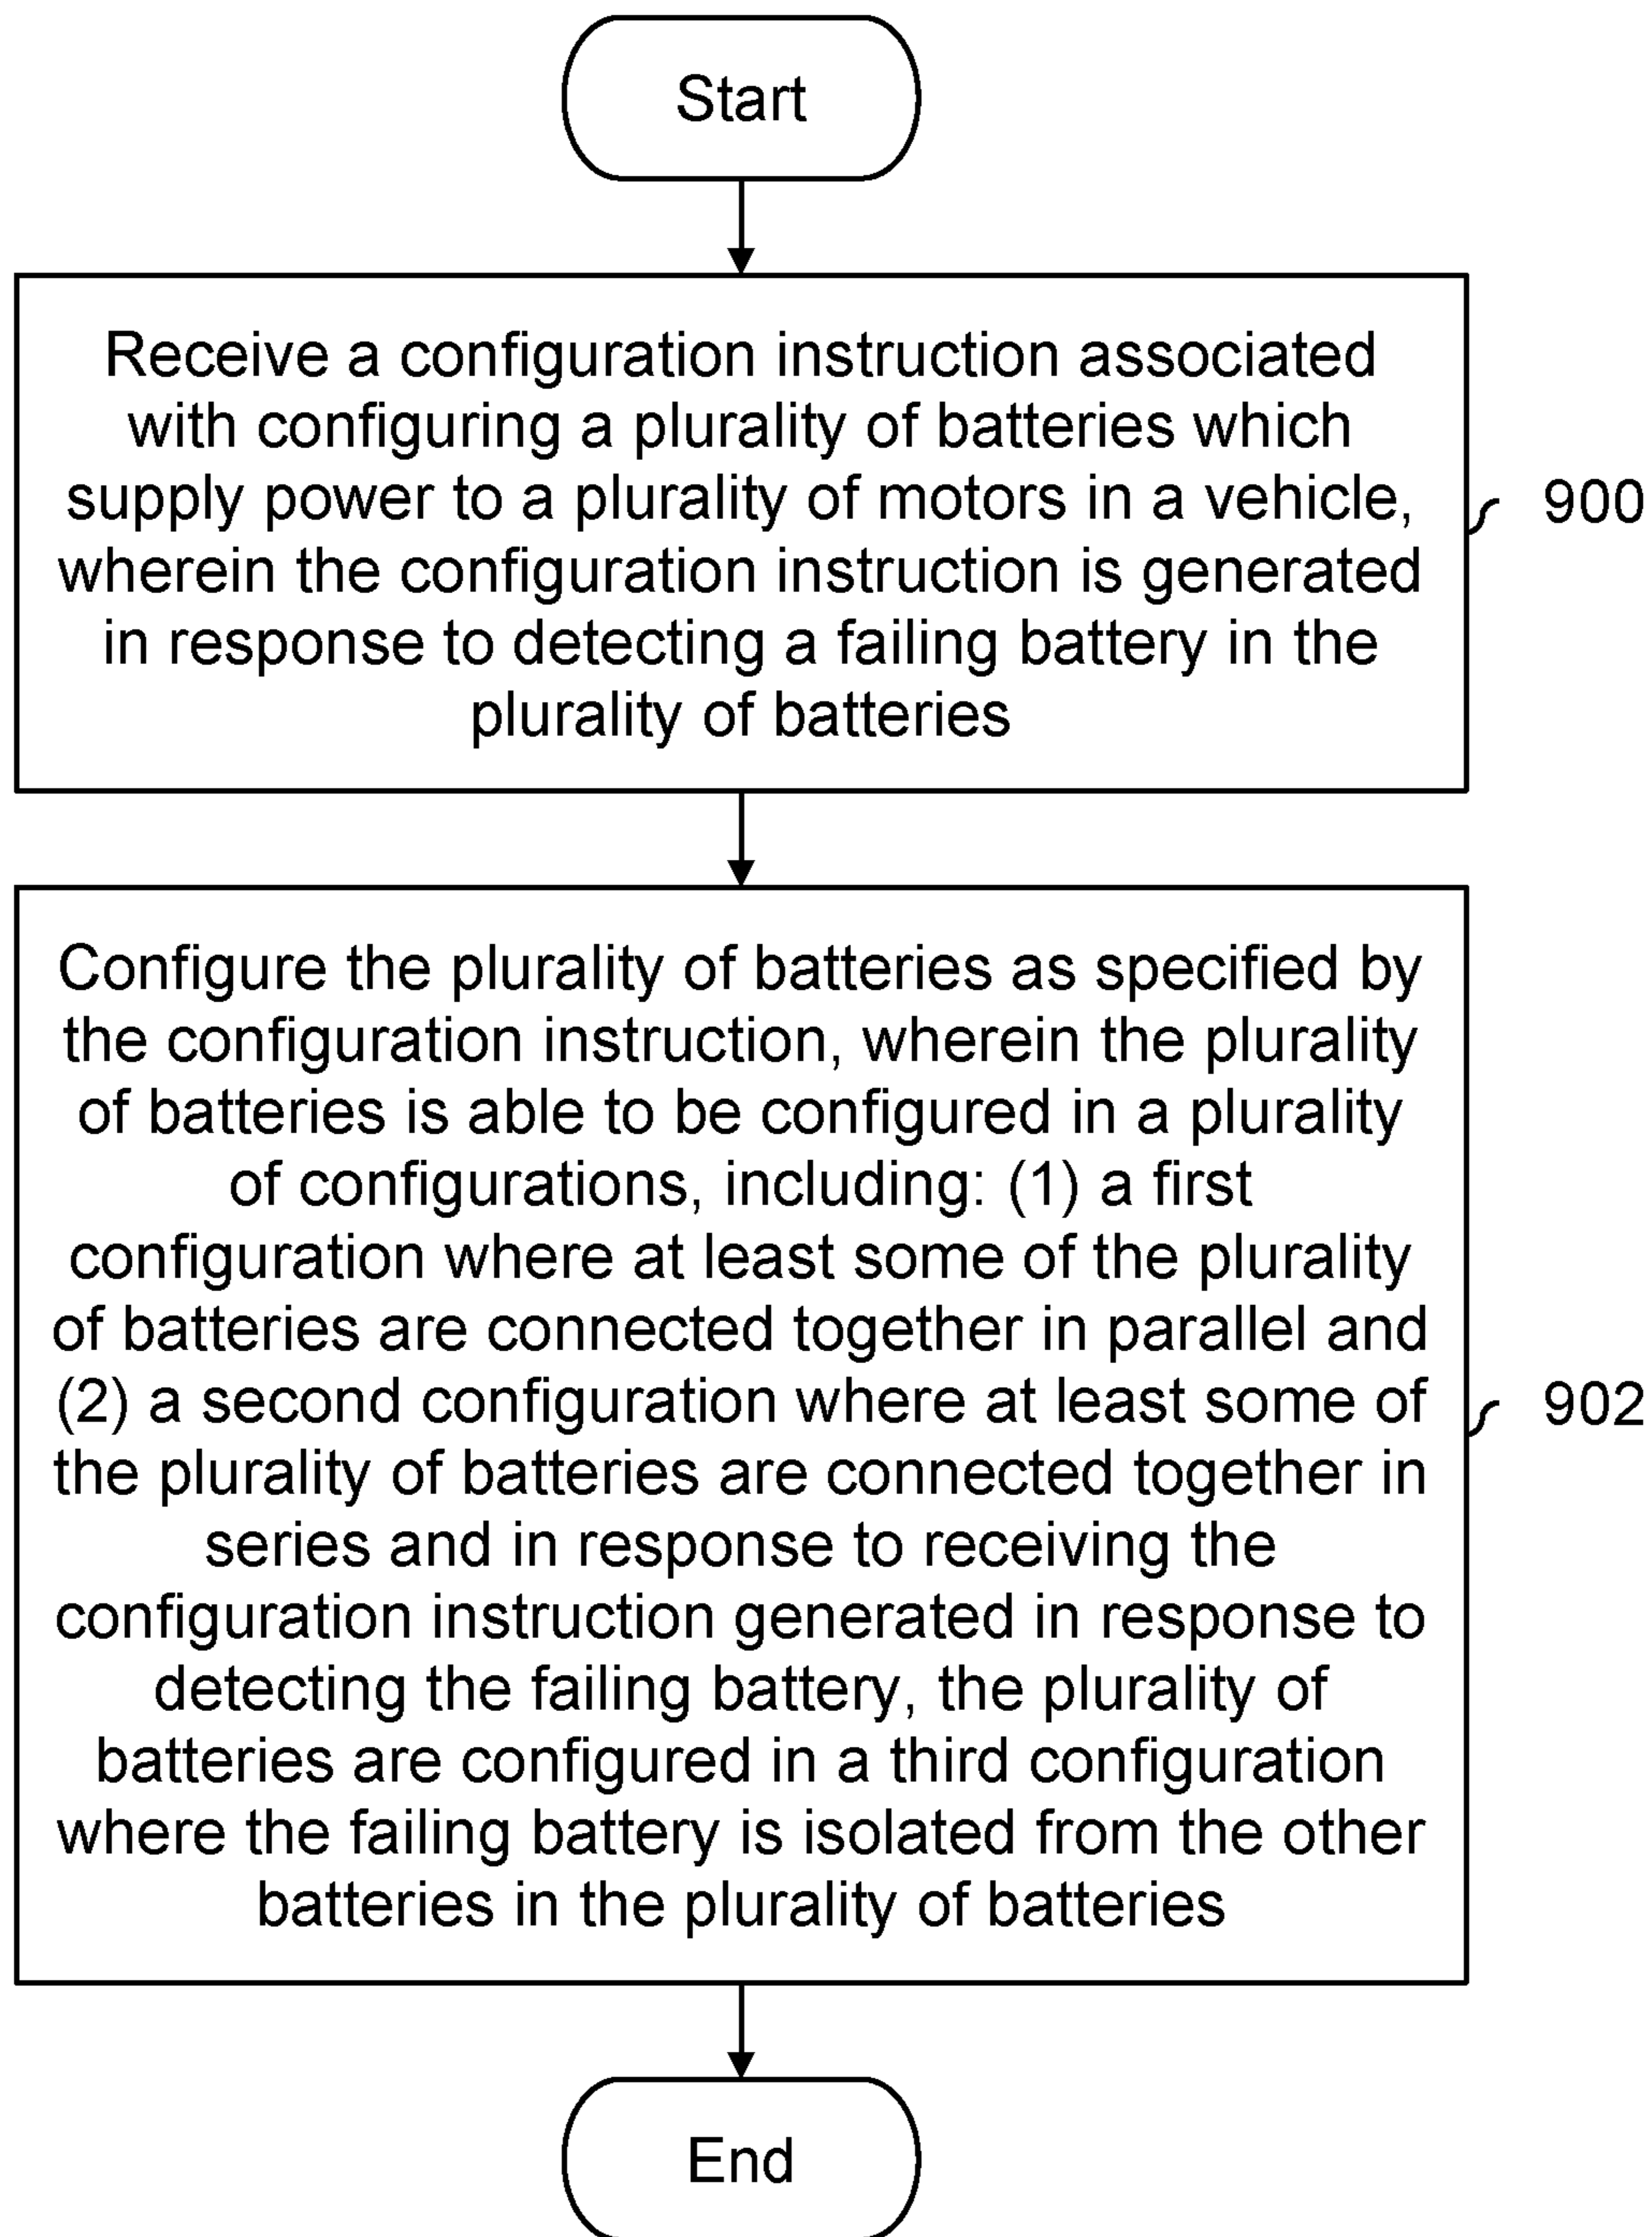 Start
Receive a configuration instruction associated
with configuring a plurality of batteries which
supply power to a plurality of motors in a vehicle,
wherein the configuration instruction is generated
in response to detecting a failing battery in the
plurality of batteries
900
Configure the plurality of batteries as specified by
the configuration instruction, wherein the plurality
of batteries is able to be configured in a plurality
of configurations, including: (1) a first
configuration where at least some of the plurality
of batteries are connected together in parallel and
(2) a second configuration where at least some of
the plurality of batteries are connected together in
series and in response to receiving the
configuration instruction generated in response to
detecting the failing battery, the plurality of
batteries are configured in a third configuration
where the failing battery is isolated from the other
batteries in the plurality of batteries
902
End